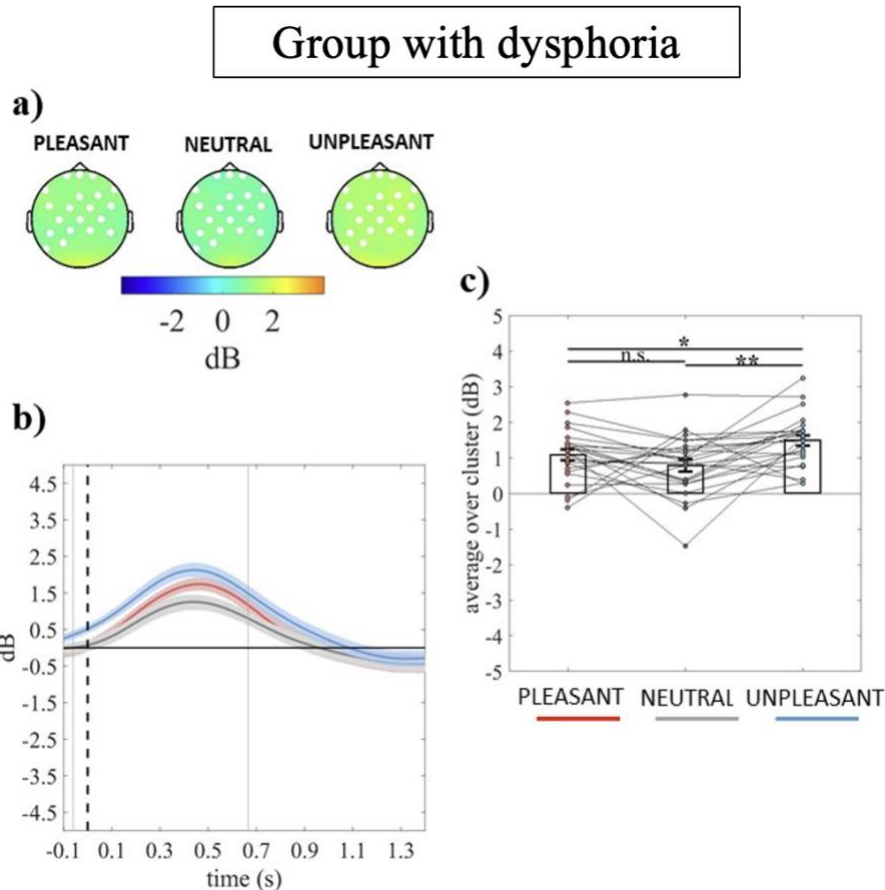 Group with dysphoria
a)
PLEASANT NEUTRAL UNPLEASANT
-2 0 2
dB
b)
4.5
3.5
2.5
1.5
0.5
-0.5
-1.5
-2.5
-3.5
-4.5
dB
-0.1 0.1 0.3 0.5 0.7 0.9 1.1 1.3
time (s)
c)
5
4
3
2
1
0
-1
-2
-3
-4
-5
average over cluster (dB)
*
n.s.
**
PLEASANT NEUTRAL UNPLEASANT